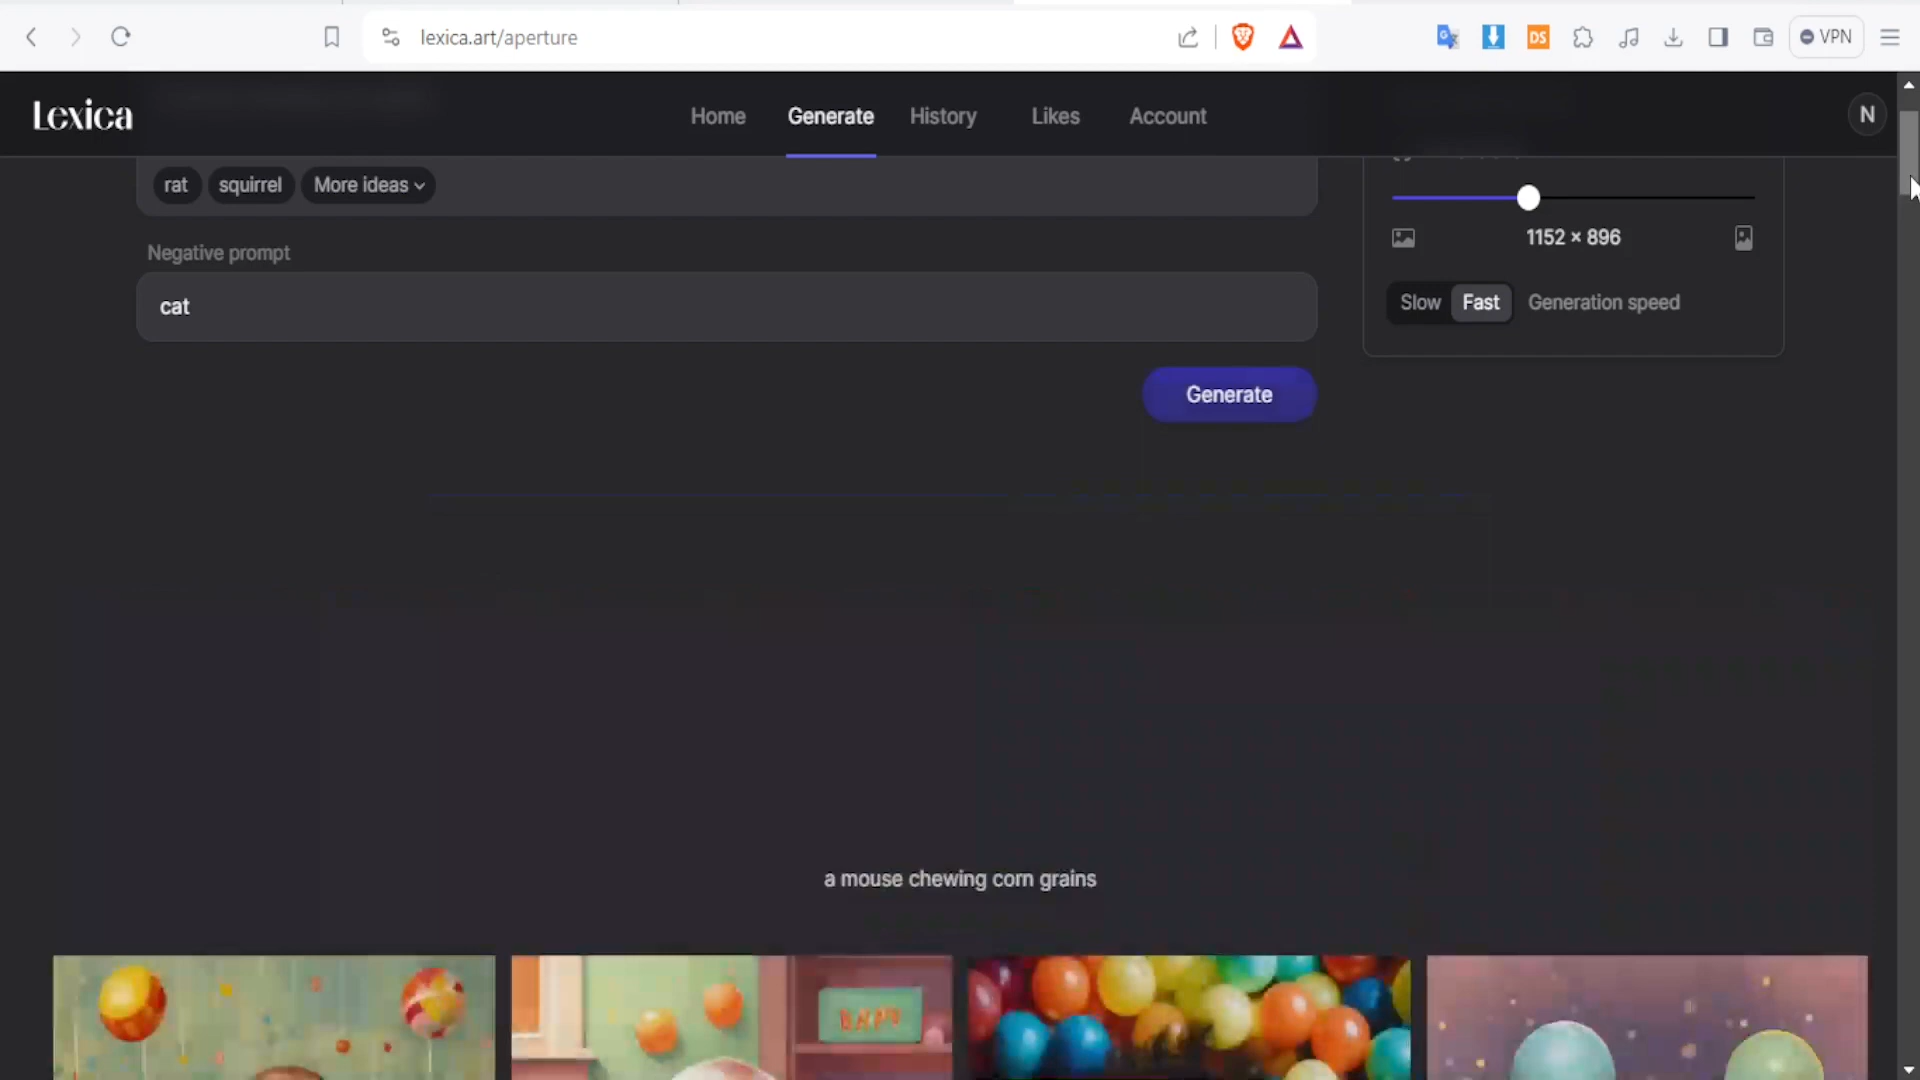 lexica.art/aperture
DS
VPN
Lexica
Home
Generate
History
Likes
Account
N
rat
squirrel
More ideas
Negative prompt
cat
1152 × 896
Slow
Fast
Generation speed
Generate
a mouse chewing corn grains